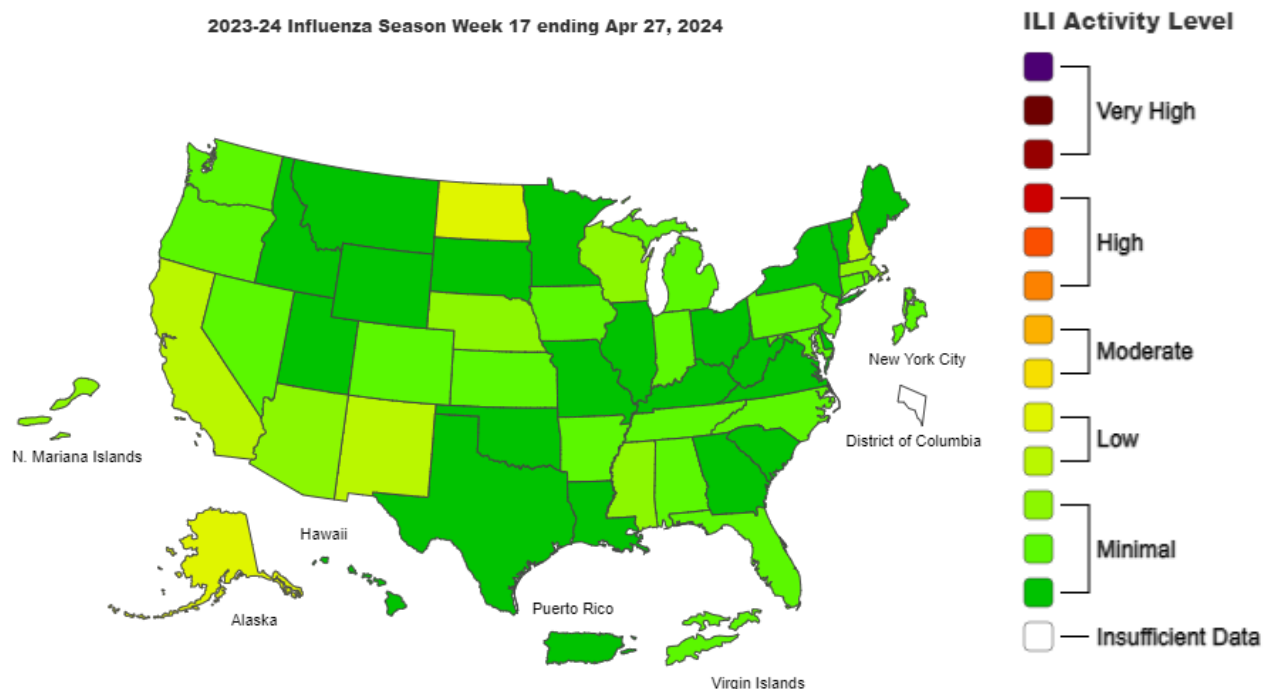 2023-24 Influenza Season Week 17 ending Apr 27, 2024
ILI Activity Level
Very High
High
Moderate
Low
Minimal
Insufficient Data
New York City
District of Columbia
N. Mariana Islands
Hawaii
Alaska
Puerto Rico
Virgin Islands